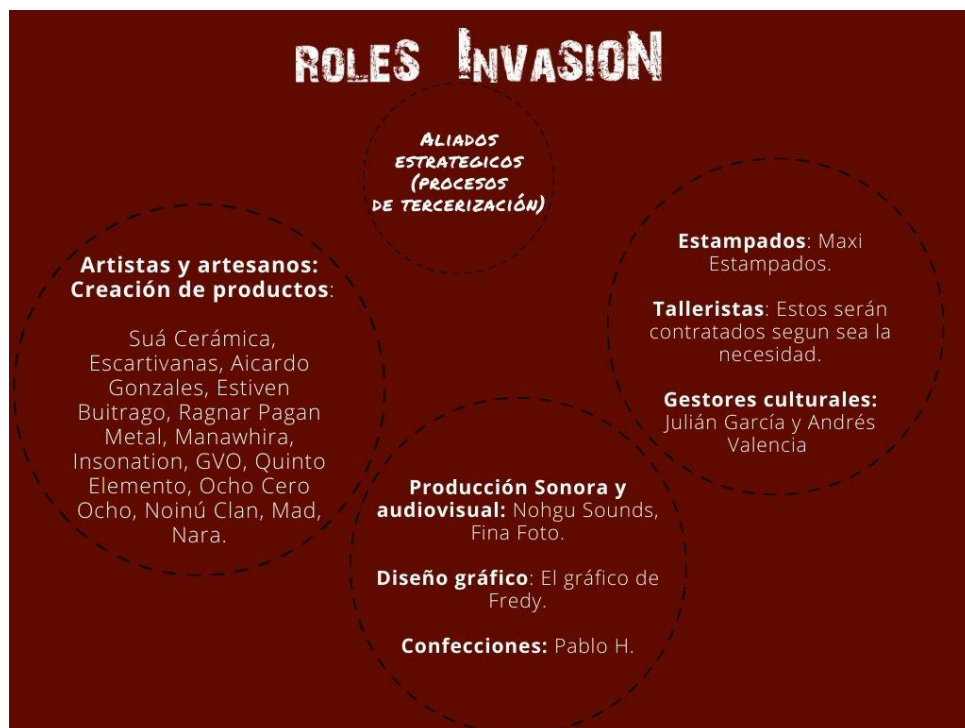 ROLES INVASION
ALIADOS
ESTRATEGICOS
(PROCESOS
DE TERCERIZACIÓN)
Artistas y artesanos:
Creación de productos:
Suá Cerámica,
Escartivanas, Aicardo
Gonzales, Estiven
Buitrago, Ragnar Pagan
Metal, Manawhira,
Insonation, GVO, Quinto
Elemento, Ocho Cero
Ocho, Noinú Clan, Mad,
Nara.
Producción Sonora y
audiovisual: Nohgu Sounds,
Fina Foto.
Diseño gráfico: El gráfico de
Fredy.
Confecciones: Pablo H.
Estampados: Maxi
Estampados.
Talleristas: Estos serán
contratados segun sea la
necesidad.
Gestores culturales:
Julián García y Andrés
Valencia